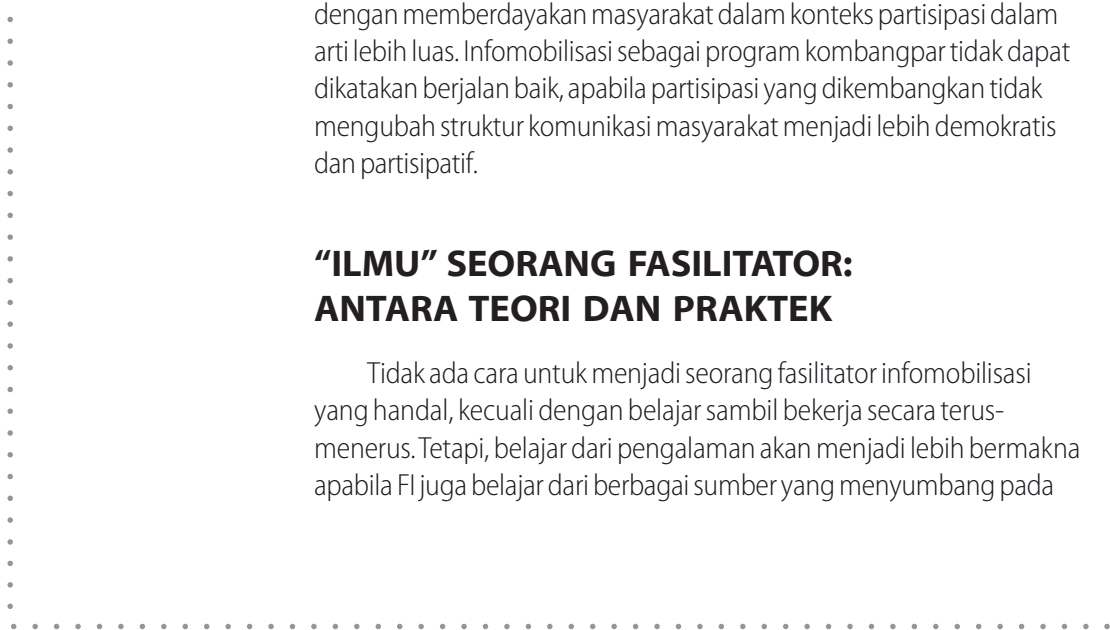 dengan memberdayakan masyarakat dalam konteks partisipasi dalam
arti lebih luas. Infomobilisasi sebagai program kombangpar tidak dapat
dikatakan berjalan baik, apabila partisipasi yang dikembangkan tidak
mengubah struktur komunikasi masyarakat menjadi lebih demokratis
dan partisipatif.
“ILMU” SEORANG FASILITATOR:
ANTARA TEORI DAN PRAKTEK
Tidak ada cara untuk menjadi seorang fasilitator infomobilisasi
yang handal, kecuali dengan belajar sambil bekerja secara terus-
menerus. Tetapi, belajar dari pengalaman akan menjadi lebih bermakna
apabila FI juga belajar dari berbagai sumber yang menyumbang pada